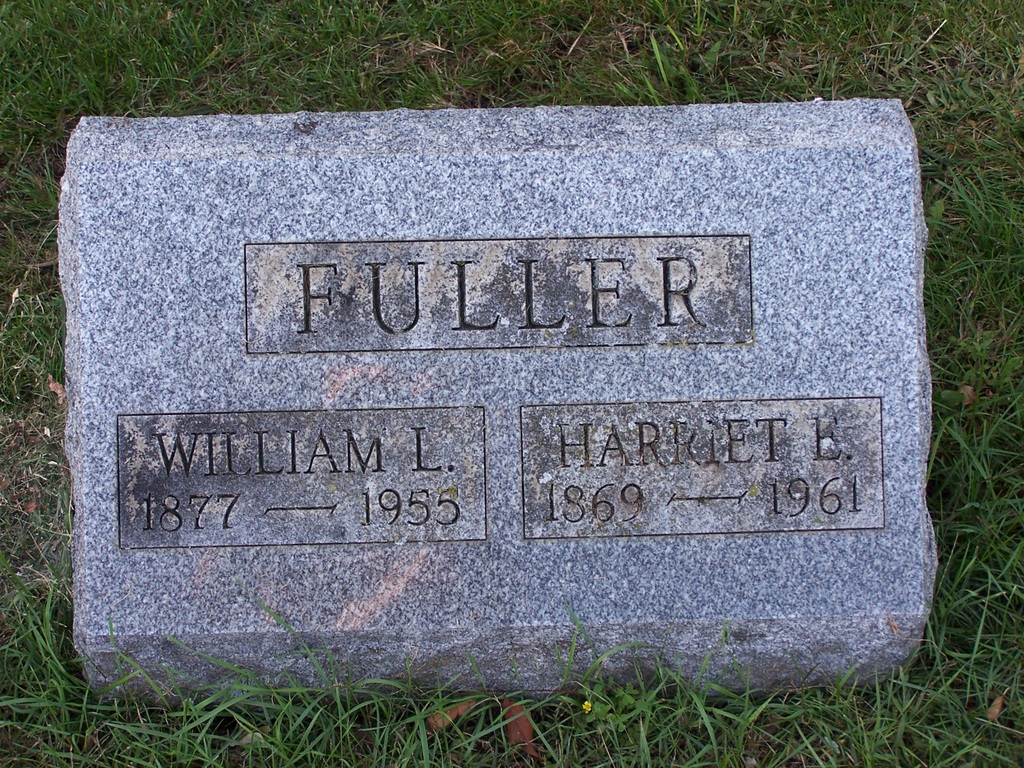 FULLER
WILLIAM L.
1877 — 1955
HARRIET E.
1869 — 1961